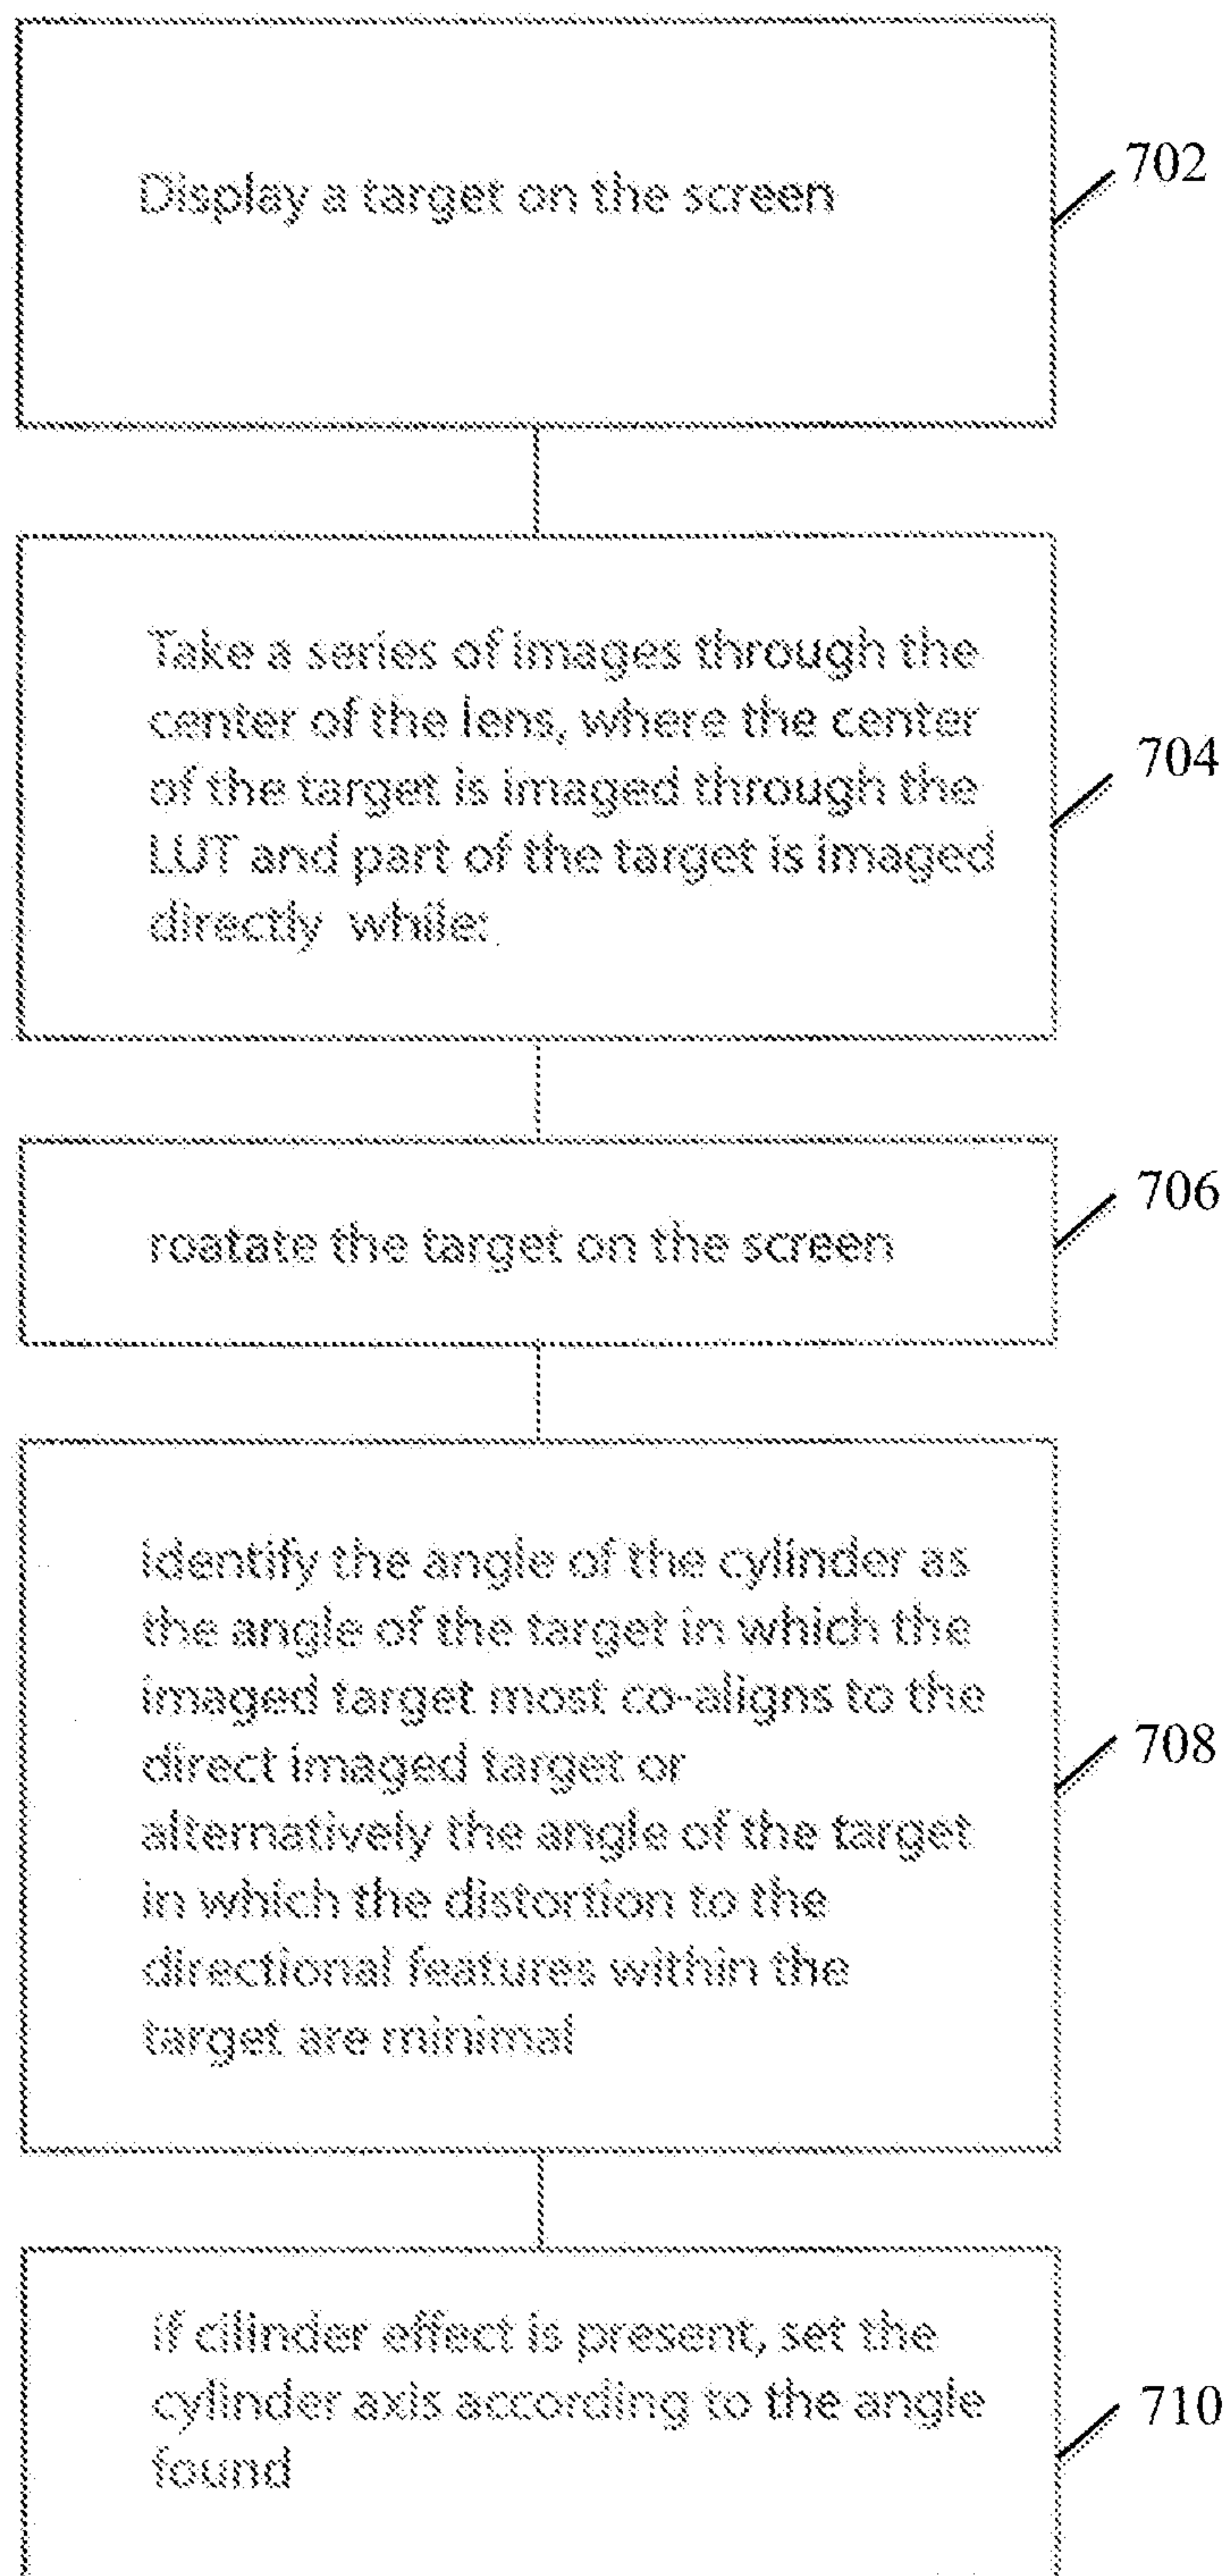 Display a target on the screen
702
Take a series of images through the
center of the lens, where the center
of the target is imaged through the
LUT and part of the target is imaged
directly while:
704
roatate the target on the screen
706
identify the angle of the cylinder as
the angle of the target in which the
imaged target most co-aligns to the
direct imaged target or
alternatively the angle of the target
in which the distortion to the
directional features within the
target are minimal
708
if cilinder effect is present, set the
cylinder axis according to the angle
found
710